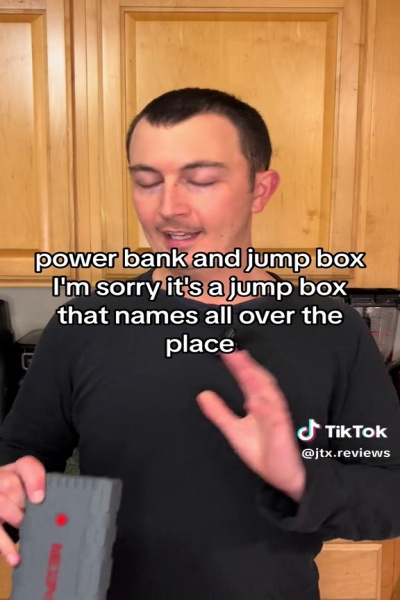 power bank and jump box
I'm sorry it's a jump box
that names all over the
place
TikTok
@jtx.reviews